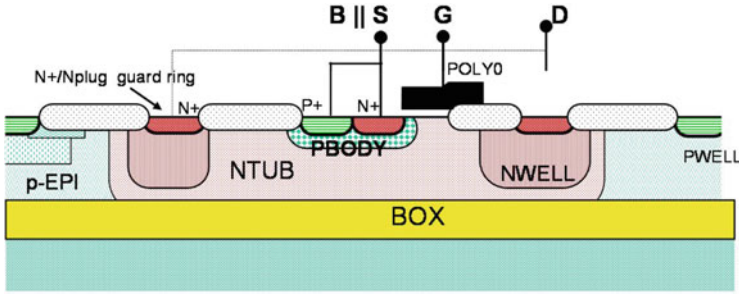 B || S G D
N+/Nplug guard ring
POLY0
N+ P+ N+
PBODY
PWELL
p-EPI NTUB NWELL
BOX